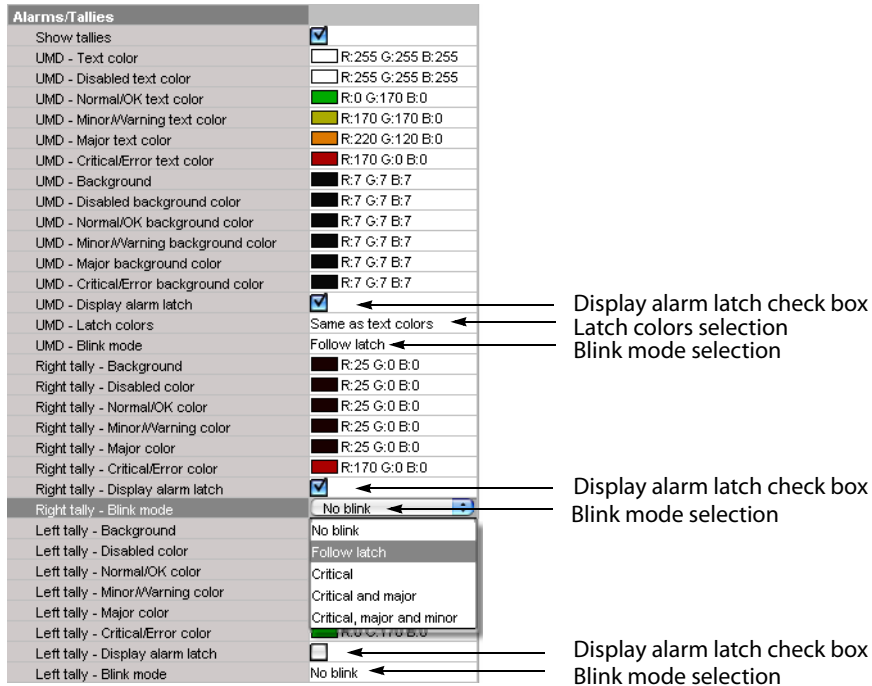 Alarms/Tallies
Show tallies
UMD - Text color R:255 G:255 B:255
UMD - Disabled text color R:255 G:255 B:255
UMD - Normal/OK text color R:0 G:170 B:0
UMD - Minor/Warning text color R:170 G:170 B:0
UMD - Major text color R:220 G:120 B:0
UMD - Critical/Error text color R:170 G:0 B:0
UMD - Background R:7 G:7 B:7
UMD - Disabled background color R:7 G:7 B:7
UMD - Normal/OK background color R:7 G:7 B:7
UMD - Minor/Warning background color R:7 G:7 B:7
UMD - Major background color R:7 G:7 B:7
UMD - Critical/Error background color R:7 G:7 B:7
UMD - Display alarm latch Display alarm latch check box
UMD - Latch colors Same as text colors Latch colors selection
UMD - Blink mode Follow latch Blink mode selection
Right tally - Background R:25 G:0 B:0
Right tally - Disabled color R:25 G:0 B:0
Right tally - Normal/OK color R:25 G:0 B:0
Right tally - Minor/Warning color R:25 G:0 B:0
Right tally - Major color R:25 G:0 B:0
Right tally - Critical/Error color R:170 G:0 B:0
Right tally - Display alarm latch Display alarm latch check box
Right tally - Blink mode No blink Blink mode selection
Left tally - Background No blink
Left tally - Disabled color Follow latch
Left tally - Normal/OK color Critical
Left tally - Minor/Warning color Critical and major
Left tally - Major color Critical, major and minor
Left tally - Critical/Error color R:0 G:170 B:0
Left tally - Display alarm latch Display alarm latch check box
Left tally - Blink mode No blink Blink mode selection